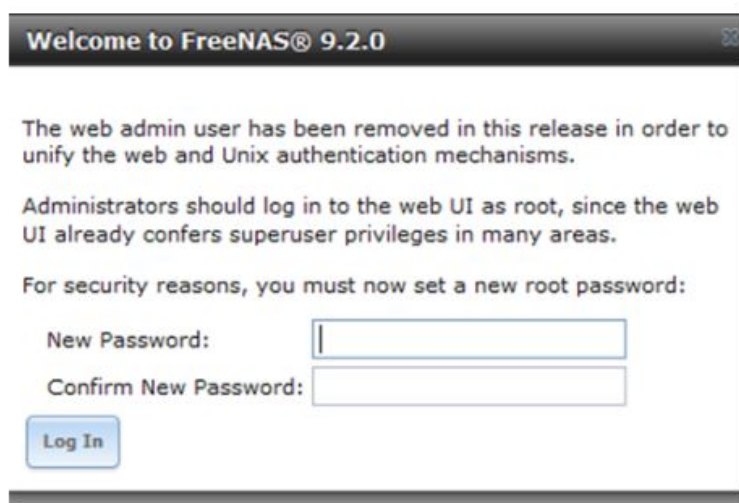 Welcome to FreeNAS® 9.2.0
The web admin user has been removed in this release in order to
unify the web and Unix authentication mechanisms.
Administrators should log in to the web UI as root, since the web
UI already confers superuser privileges in many areas.
For security reasons, you must now set a new root password:
New Password:
Confirm New Password:
Log In